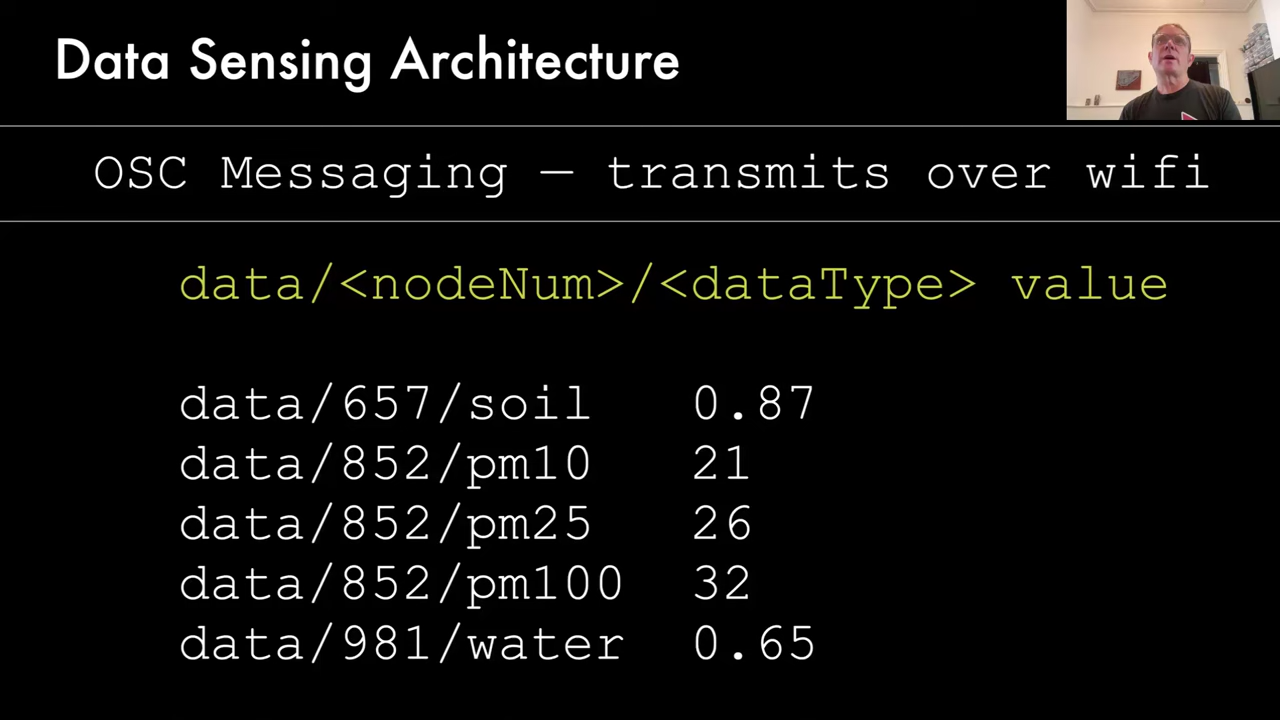 Data Sensing Architecture
OSC Messaging — transmits over wifi
data/<nodeNum>/<dataType> value
data/657/soil 0.87
data/852/pm10 21
data/852/pm25 26
data/852/pm100 32
data/981/water 0.65